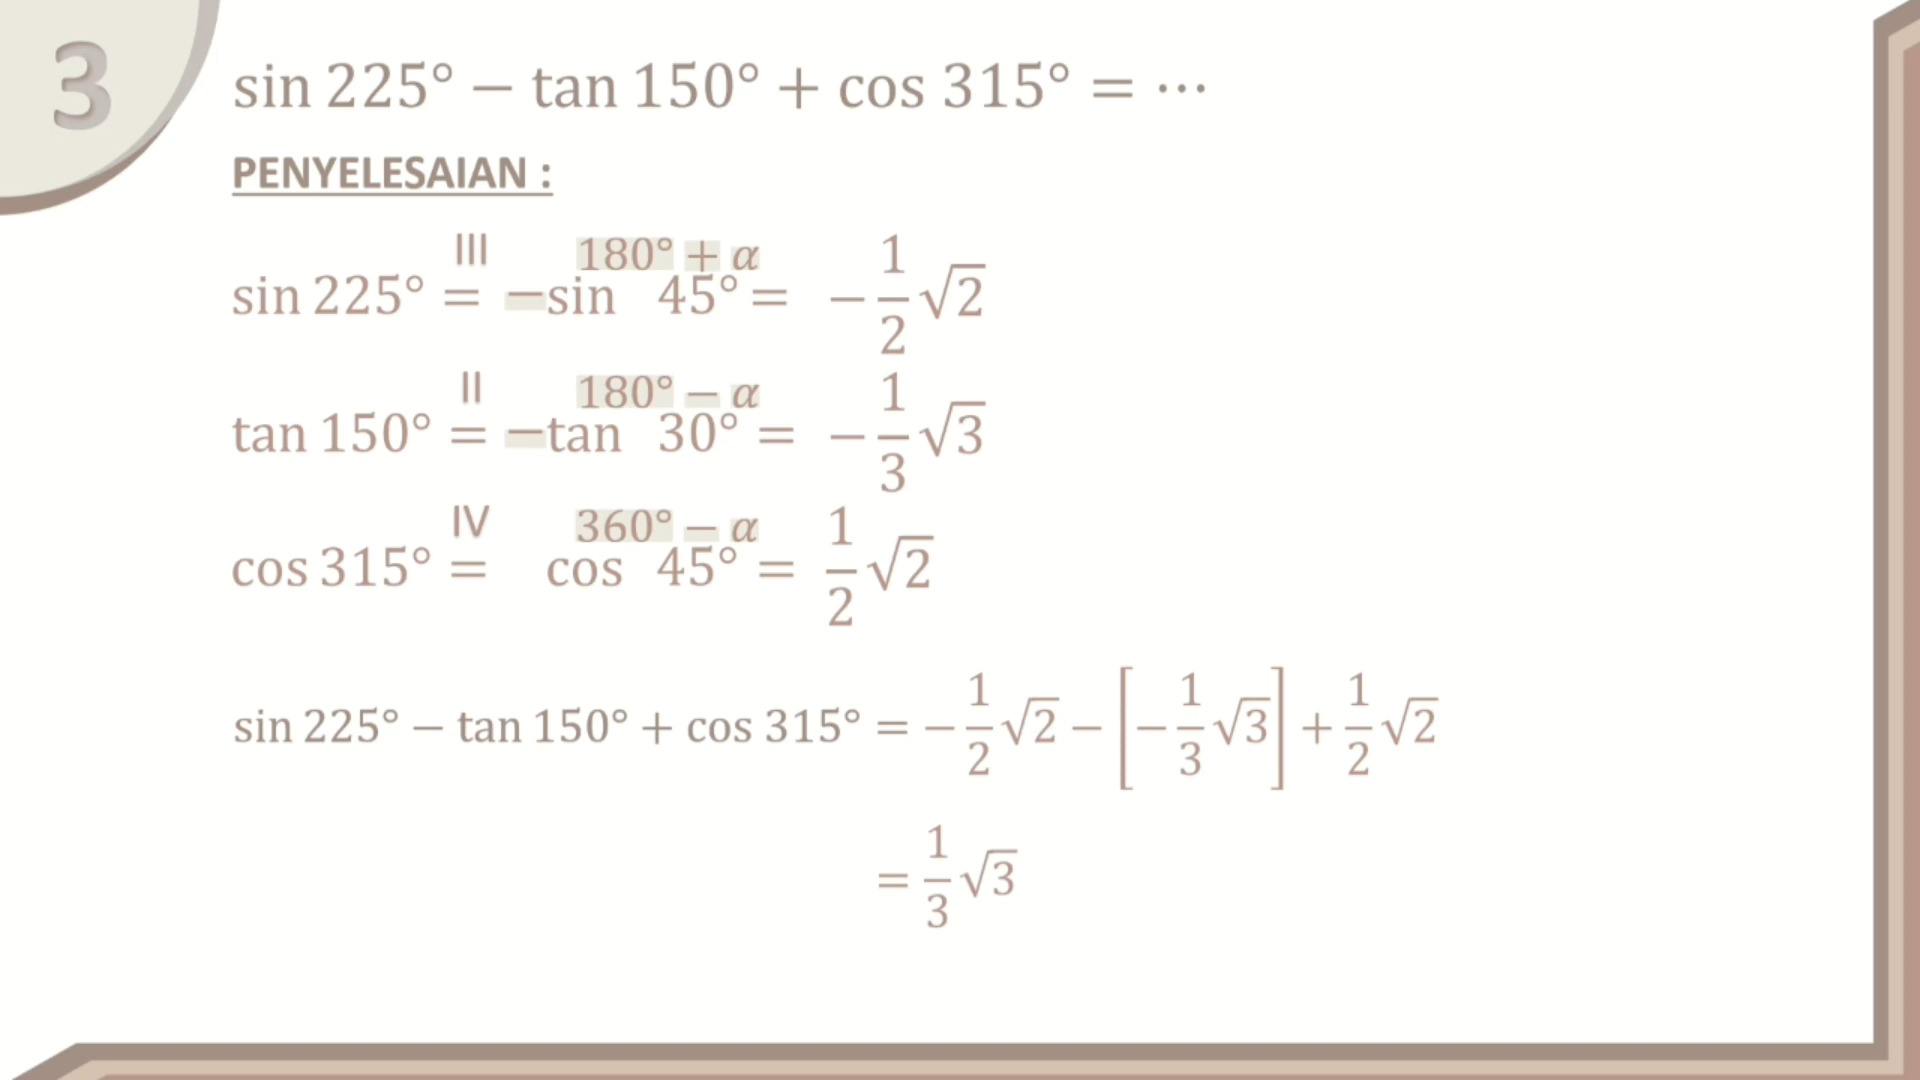 3
sin 225° − tan 150° + cos 315° = ⋯
PENYELESAIAN :
III 180° + α
sin 225° = −sin 45° = −1/2 √2
II 180° − α
tan 150° = −tan 30° = −1/3 √3
IV 360° − α
cos 315° = cos 45° = 1/2 √2
sin 225° − tan 150° + cos 315° = −1/2 √2 − [−1/3 √3] + 1/2 √2
= 1/3 √3